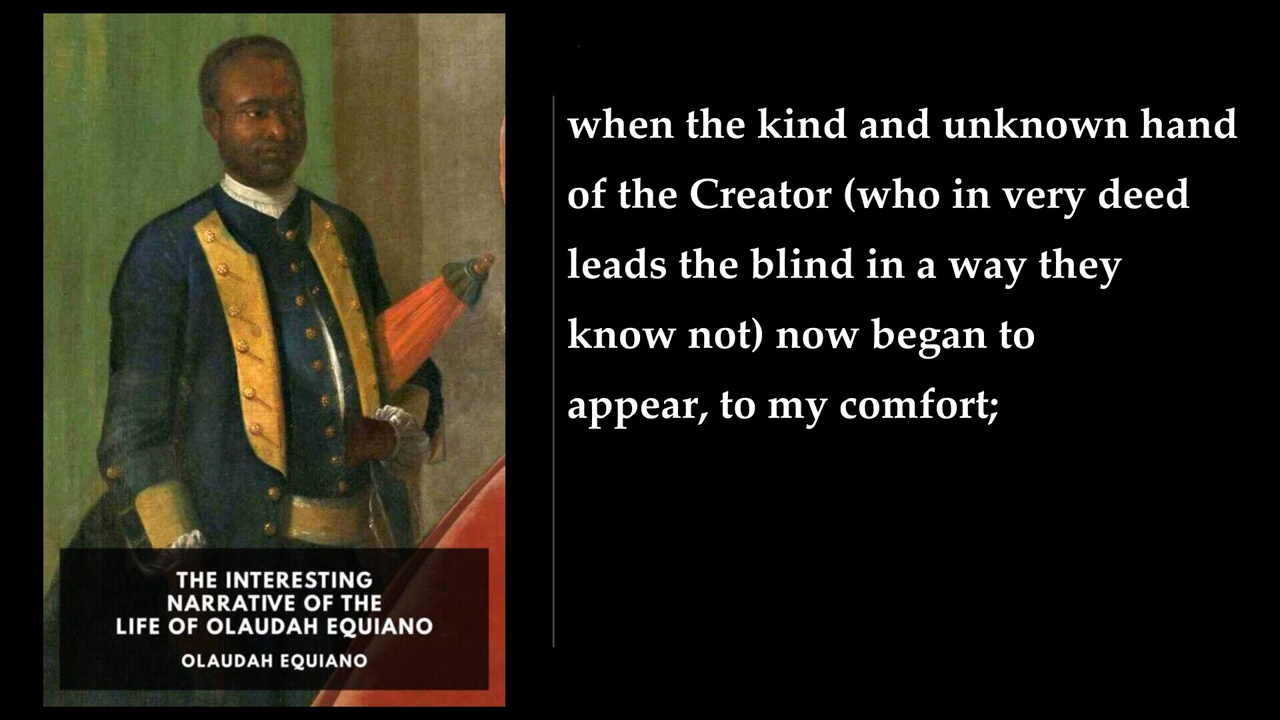 THE INTERESTING
NARRATIVE OF THE
LIFE OF OLAUDAH EQUIANO
OLAUDAH EQUIANO
when the kind and unknown hand
of the Creator (who in very deed
leads the blind in a way they
know not) now began to
appear, to my comfort;